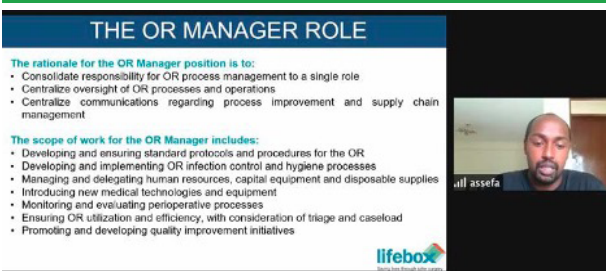 THE OR MANAGER ROLE
The rationale for the OR Manager position is to:
• Consolidate responsibility for OR process management to a single role
• Centralize oversight of OR processes and operations
• Centralize communications regarding process improvement and supply chain
management
The scope of work for the OR Manager includes:
• Developing and ensuring standard protocols and procedures for the OR
• Developing and implementing OR infection control and hygiene processes
• Managing and delegating human resources, capital equipment and disposable supplies
• Introducing new medical technologies and equipment
• Monitoring and evaluating perioperative processes
• Ensuring OR utilization and efficiency, with consideration of triage and caseload
• Promoting and developing quality improvement initiatives
assefa
lifebox
Saving lives through safer surgery